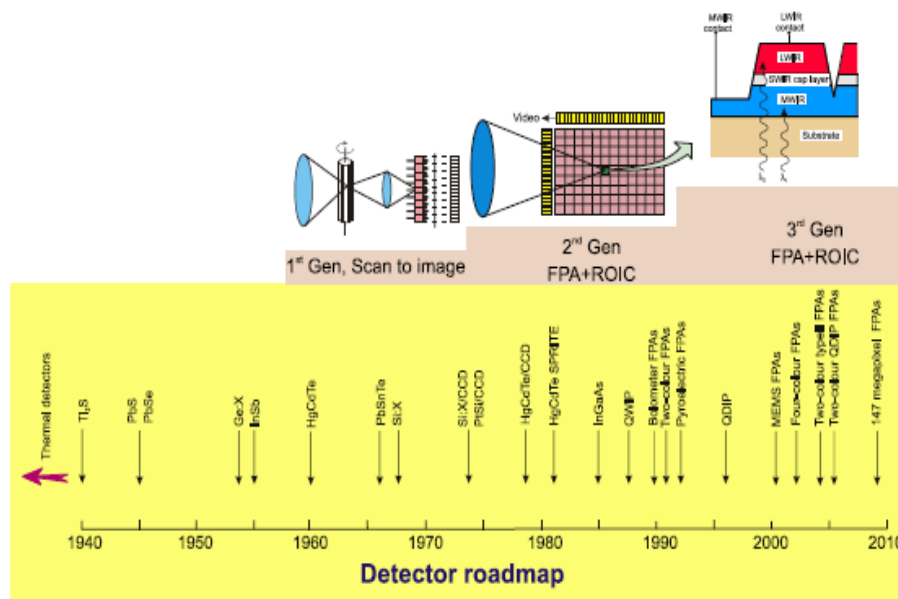 MWIR
contact
LWIR
contact
LWIR
SWIR cap layer
MWIR
Substrate
Video
1st Gen, Scan to image
2nd Gen
FPA+ROIC
3rd Gen
FPA+ROIC
Thermal detectors
Tl₂S
PbS
PbSe
Ge:X
InSb
HgCdTe
PbSnTe
Si:X
Si:X/CCD
PtSi/CCD
HgCdTe/CCD
HgCdTe SPRITE
InGaAs
QWIP
Bolometer FPAs
Two-colour FPAs
Pyroelectric FPAs
QDIP
MEMS FPAs
Four-colour FPAs
Two-colour typeII FPAs
Two-colour QDIP FPAs
147 megapixel FPAs
1940 1950 1960 1970 1980 1990 2000 2010
Detector roadmap